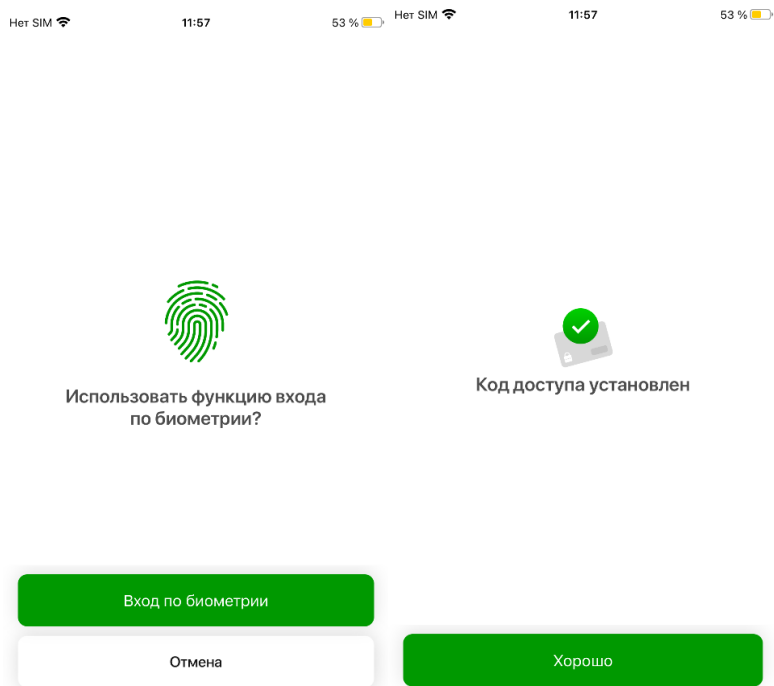 Нет SIM 11:57 53 %
Использовать функцию входа
по биометрии?
Вход по биометрии
Отмена
Нет SIM 11:57 53 %
Код доступа установлен
Хорошо